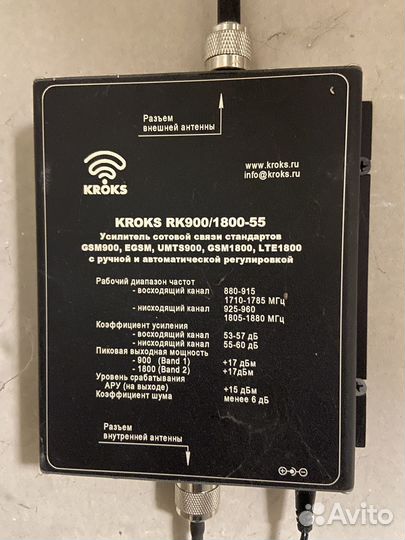 Разъем
внешней антенны
KROKS
www.kroks.ru
info@kroks.ru
KROKS RK900/1800-55
Усилитель сотовой связи стандартов
GSM900, EGSM, UMTS900, GSM1800, LTE1800
с ручной и автоматической регулировкой
Рабочий диапазон частот
- восходящий канал 880-915
1710-1785 МГц
- нисходящий канал 925-960
1805-1880 МГц
Коэффициент усиления
- восходящий канал 53-57 дБ
- нисходящий канал 55-60 дБ
Пиковая выходная мощность
- 900 (Band 1) +17 дБм
- 1800 (Band 2) +17дБм
Уровень срабатывания
АРУ (на выходе) +15 дБм
Коэффициент шума менее 6 дБ
Разъем
внутренней антенны
Avito